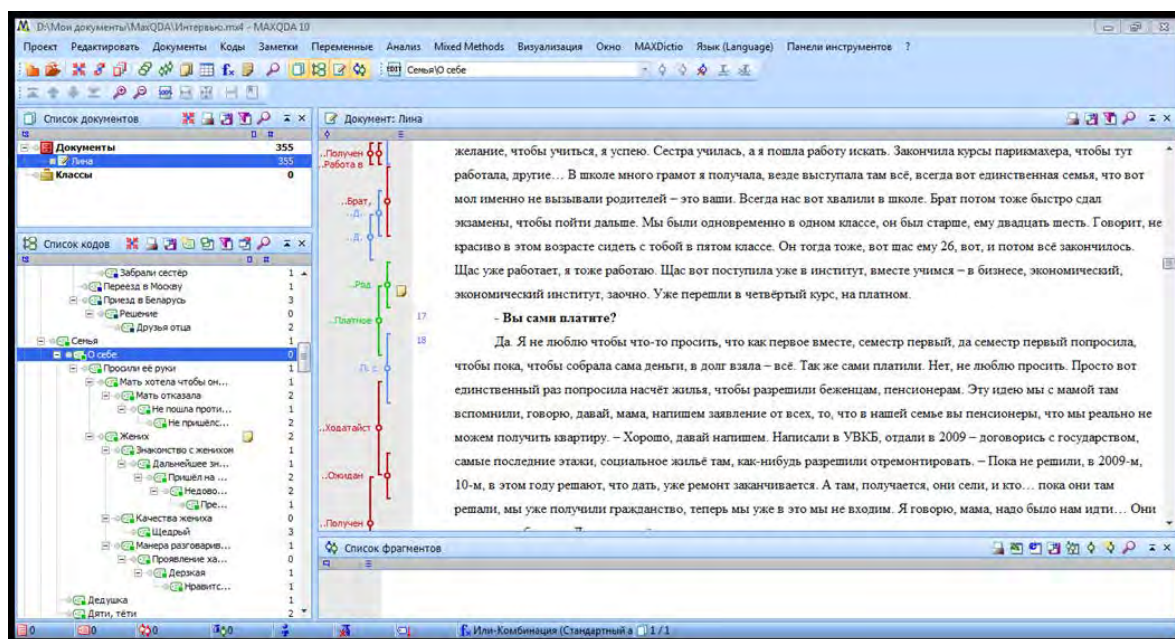 D:\Мои документы\MaxQDA\Интервью.mx4 - MAXQDA 10
Проект Редактировать Документы Коды Заметки Переменные Анализ Mixed Methods Визуализация Окно MAXDictio Язык (Language) Панели инструментов ?
Семья\О себе
Список документов
Документы 355
Лина 355
Классы 0
Список кодов
Забрали сестёр 1
Переезд в Москву 1
Приезд в Беларусь 3
Решение 0
Друзья отца 2
Семья 1
О себе 0
Просили её руки 1
Мать хотела чтобы он... 1
Мать отказала 2
Не пошла проти... 1
Не пришёлс... 2
Жених 2
Знакомство с женихом 1
Дальнейшее зн... 1
Пришёл на ... 2
Недово... 2
Пре... 1
Качества жениха 0
Щедрый 3
Манера разговарив... 1
Проявление ха... 0
Дерзкая 1
Нравитс... 1
Дедушка 1
Дяти, тёти 2
Документ: Лина
..Получен
..Работа в
..Брат,
..Д.
..Д.
..Рад
..Платное
..Ходатайст
..Ожидан
..Получен
желание, чтобы учиться, я успею. Сестра училась, а я пошла работу искать. Закончила курсы парикмахера, чтобы тут
работала, другие… В школе много грамот я получала, везде выступала там всё, всегда вот единственная семья, что вот
мол именно не вызывали родителей – это ваши. Всегда нас вот хвалили в школе. Брат потом тоже быстро сдал
экзамены, чтобы пойти дальше. Мы были одновременно в одном классе, он был старше, ему двадцать шесть. Говорит, не
красиво в этом возрасте сидеть с тобой в пятом классе. Он тогда тоже, вот щас ему 26, вот, и потом всё закончилось.
Щас уже работает, я тоже работаю. Щас вот поступила уже в институт, вместе учимся – в бизнесе, экономический,
экономический институт, заочно. Уже перешли в четвёртый курс, на платном.
17 - Вы сами платите?
18 Да. Я не люблю чтобы что-то просить, что как первое вместе, семестр первый, да семестр первый попросила,
чтобы пока, чтобы собрала сама деньги, в долг взяла – всё. Так же сами платили. Нет, не люблю просить. Просто вот
единственный раз попросила насчёт жилья, чтобы разрешили беженцам, пенсионерам. Эту идею мы с мамой там
вспомнили, говорю, давай, мама, напишем заявление от всех, то, что в нашей семье вы пенсионеры, что мы реально не
можем получить квартиру. – Хорошо, давай напишем. Написали в УВКБ, отдали в 2009 – договорись с государством,
самые последние этажи, социальное жильё там, как-нибудь разрешили отремонтировать. – Пока не решили, в 2009-м,
10-м, в этом году решают, что дать, уже ремонт заканчивается. А там, получается, они сели, и кто… пока они там
решали, мы уже получили гражданство, теперь мы уже в это мы не входим. Я говорю, мама, надо было нам идти… Они
Список фрагментов
0 0 0 0 Или-Комбинация (Стандартный а 1 / 1